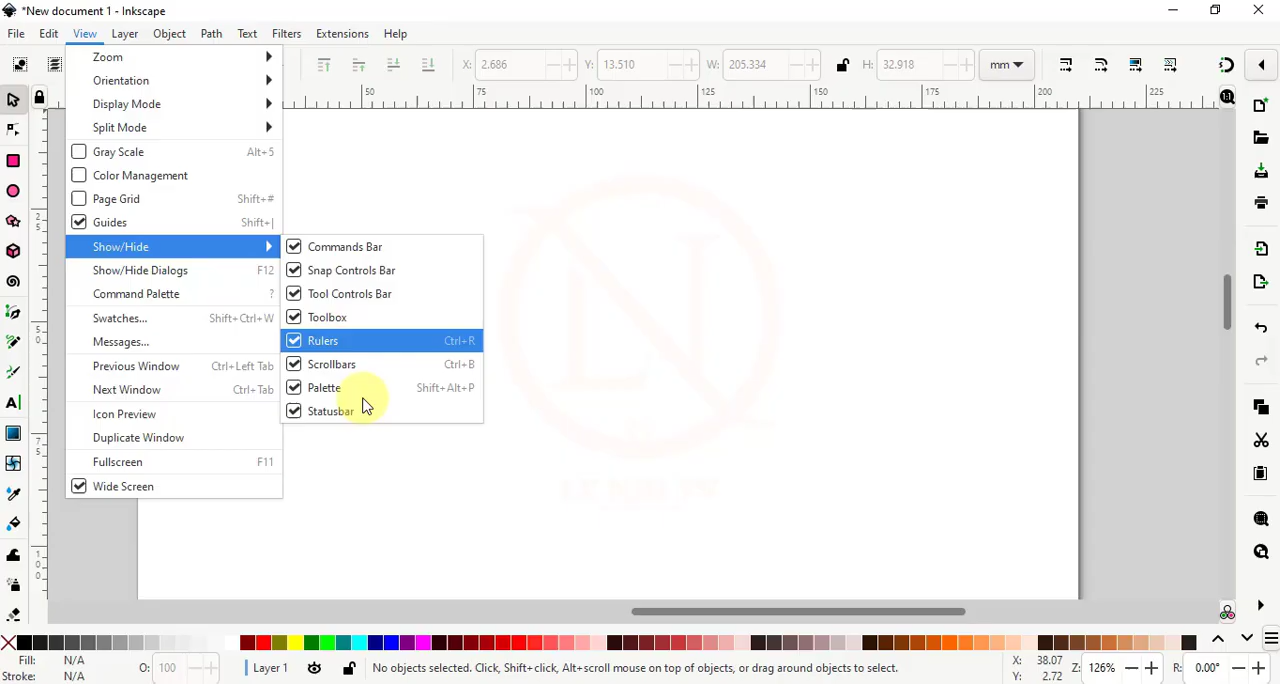 *New document 1 - Inkscape
File Edit View Layer Object Path Text Filters Extensions Help
X: 2.686 Y: 13.510 W: 205.334 H: 32.918 mm
50 75 100 125 150 175 200 225
Zoom
Orientation
Display Mode
Split Mode
Gray Scale Alt+5
Color Management
Page Grid Shift+#
Guides Shift+|
Show/Hide
Show/Hide Dialogs F12
Command Palette ?
Swatches... Shift+Ctrl+W
Messages...
Previous Window Ctrl+Left Tab
Next Window Ctrl+Tab
Icon Preview
Duplicate Window
Fullscreen F11
Wide Screen
Commands Bar
Snap Controls Bar
Tool Controls Bar
Toolbox
Rulers Ctrl+R
Scrollbars Ctrl+B
Palette Shift+Alt+P
Statusbar
25
50
75
100
Fill: N/A
Stroke: N/A
O: 100
Layer 1
No objects selected. Click, Shift+click, Alt+scroll mouse on top of objects, or drag around objects to select.
X: 38.07
Y: 2.72
Z: 126%
R: 0.00°